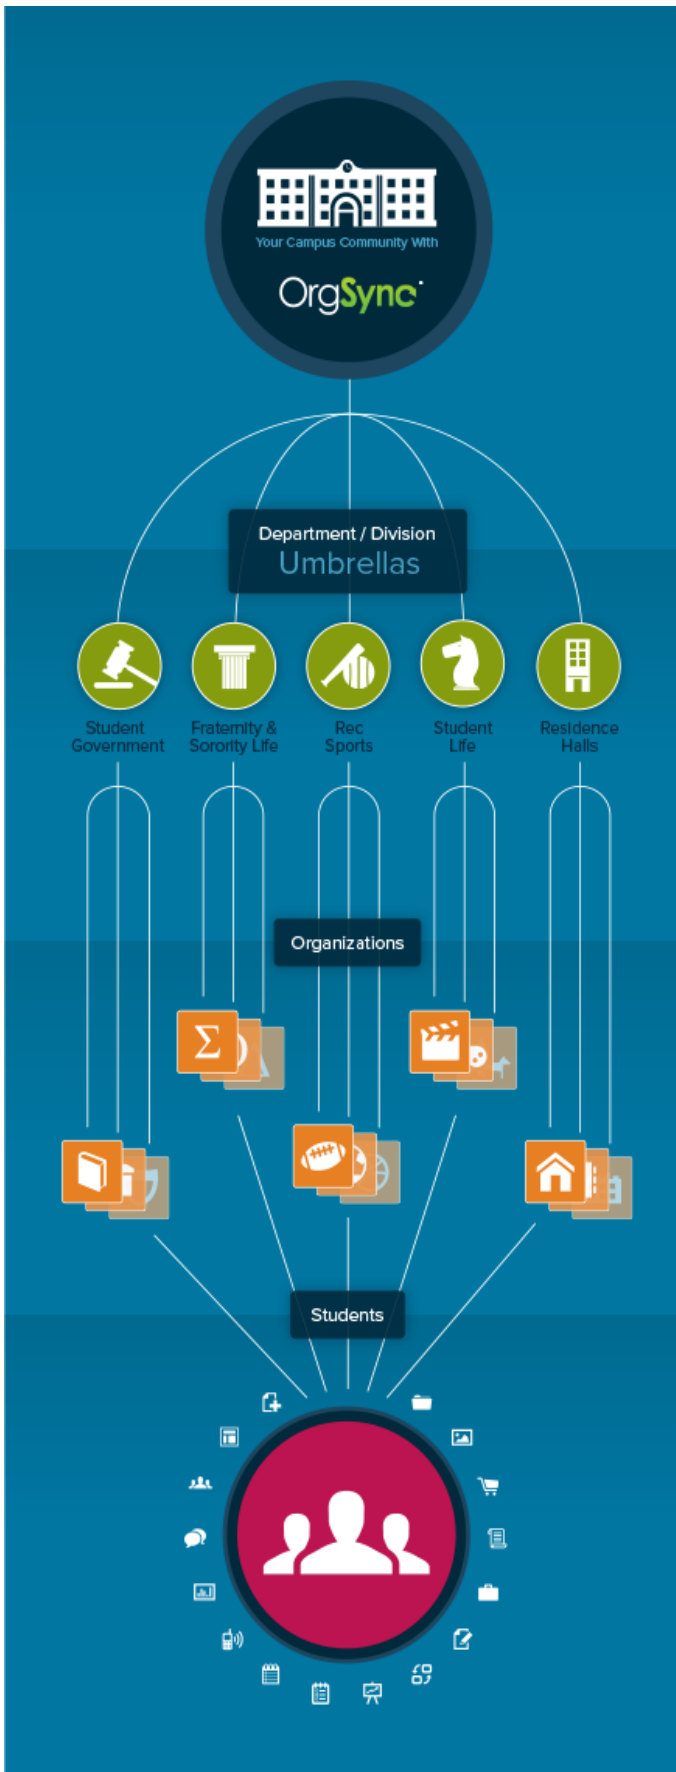 Your Campus Community With
OrgSync
Department / Division
Umbrellas
Student
Government
Fraternity &
Sorority Life
Rec
Sports
Student
Life
Residence
Halls
Organizations
Σ
Students